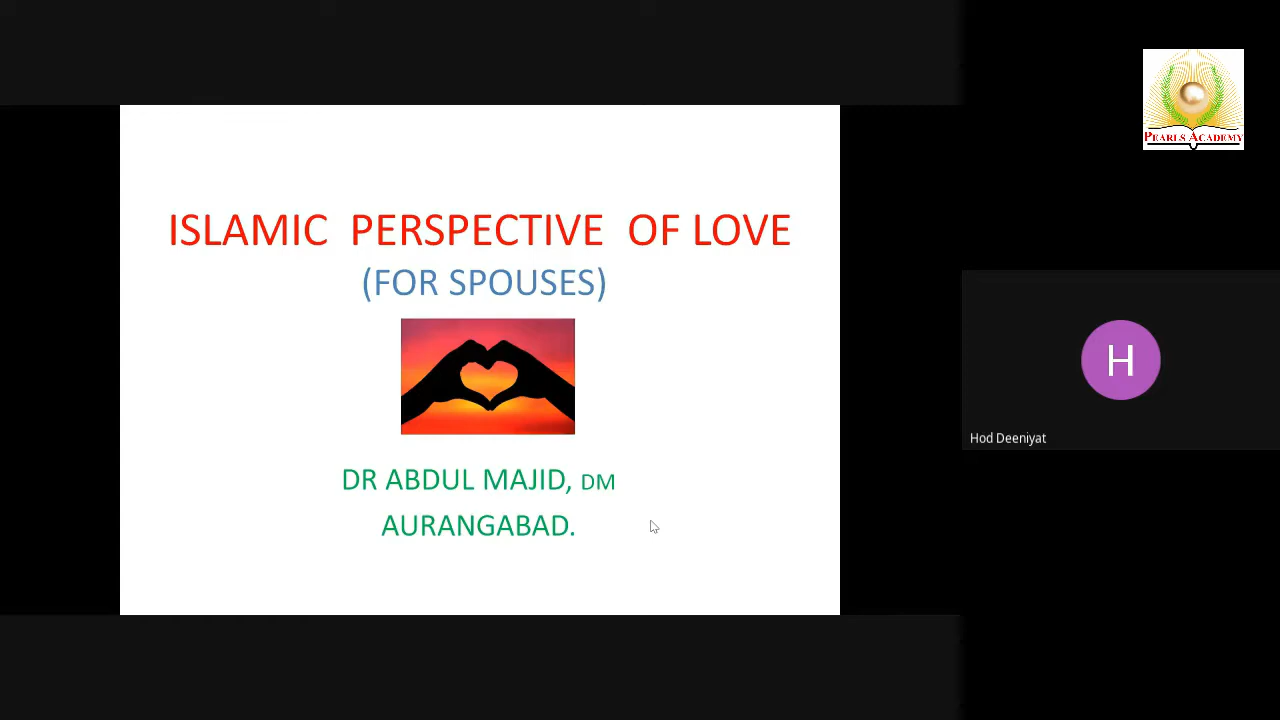 PEARLS ACADEMY
ISLAMIC PERSPECTIVE OF LOVE
(FOR SPOUSES)
H
Hod Deeniyat
DR ABDUL MAJID, DM
AURANGABAD.